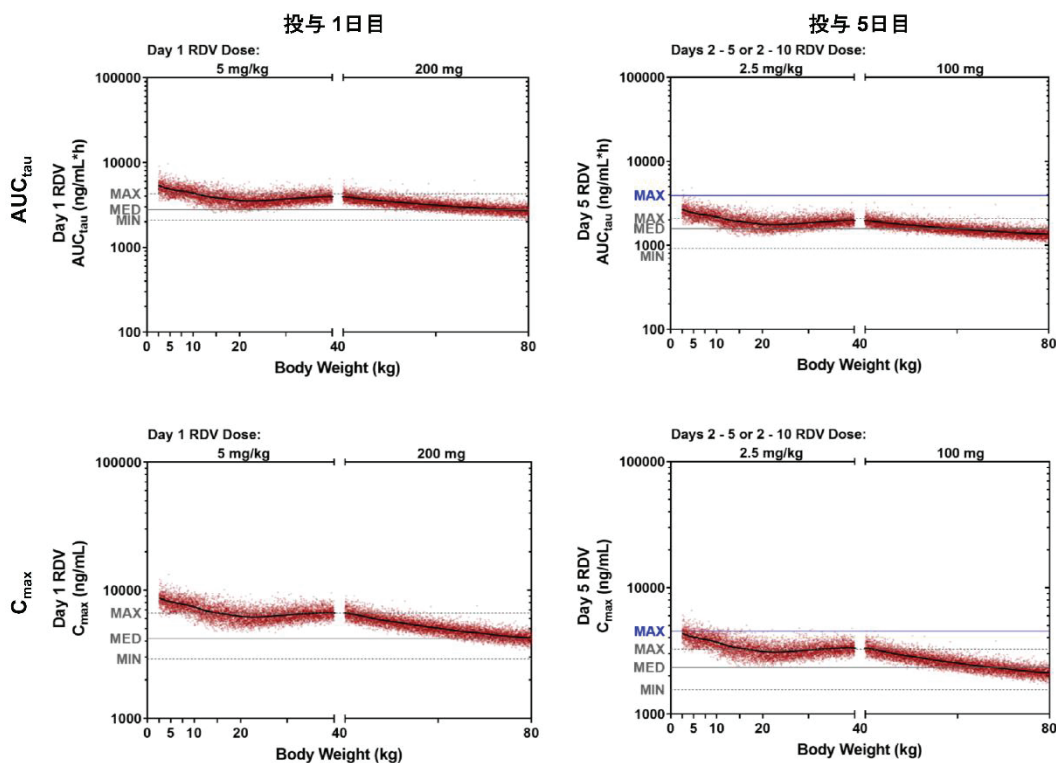 投与 1日目
Day 1 RDV Dose:
5 mg/kg
200 mg
AUCtau
Day 1 RDV
AUCtau (ng/mL*h)
100000
10000
MAX
MED
MIN
1000
100
0
5
10
20
40
80
Body Weight (kg)
投与 5日目
Days 2 - 5 or 2 - 10 RDV Dose:
2.5 mg/kg
100 mg
Day 5 RDV
AUCtau (ng/mL*h)
100000
10000
MAX
MAX
MED
1000
MIN
100
0
5
10
20
40
80
Body Weight (kg)
Day 1 RDV Dose:
5 mg/kg
200 mg
Cmax
Day 1 RDV
Cmax (ng/mL)
100000
10000
MAX
MED
MIN
1000
0
5
10
20
40
80
Body Weight (kg)
Days 2 - 5 or 2 - 10 RDV Dose:
2.5 mg/kg
100 mg
Day 5 RDV
Cmax (ng/mL)
100000
10000
MAX
MAX
MED
MIN
1000
0
5
10
20
40
80
Body Weight (kg)